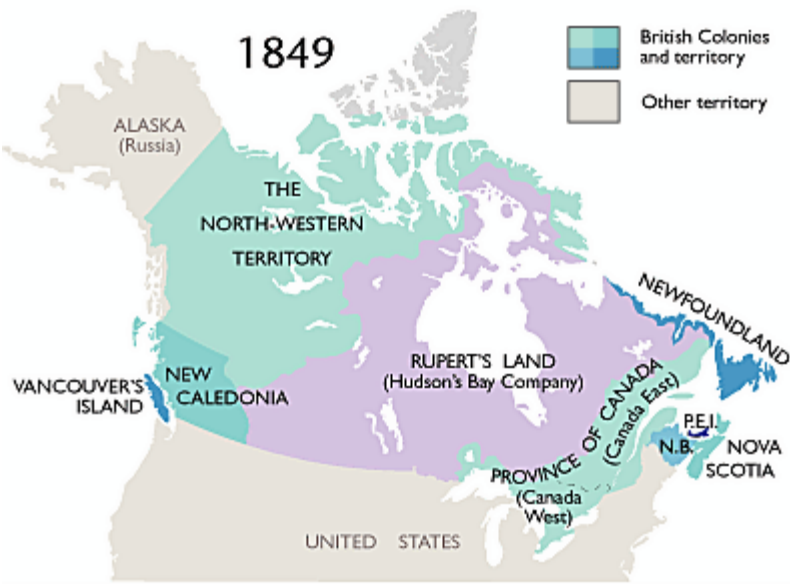 1849
British Colonies
and territory
Other territory
ALASKA
(Russia)
THE
NORTH-WESTERN
TERRITORY
NEWFOUNDLAND
RUPERT'S LAND
(Hudson's Bay Company)
VANCOUVER'S
ISLAND
NEW
CALEDONIA
PROVINCE OF CANADA
(Canada East)
(Canada
West)
P.E.I.
N.B.
NOVA
SCOTIA
UNITED STATES